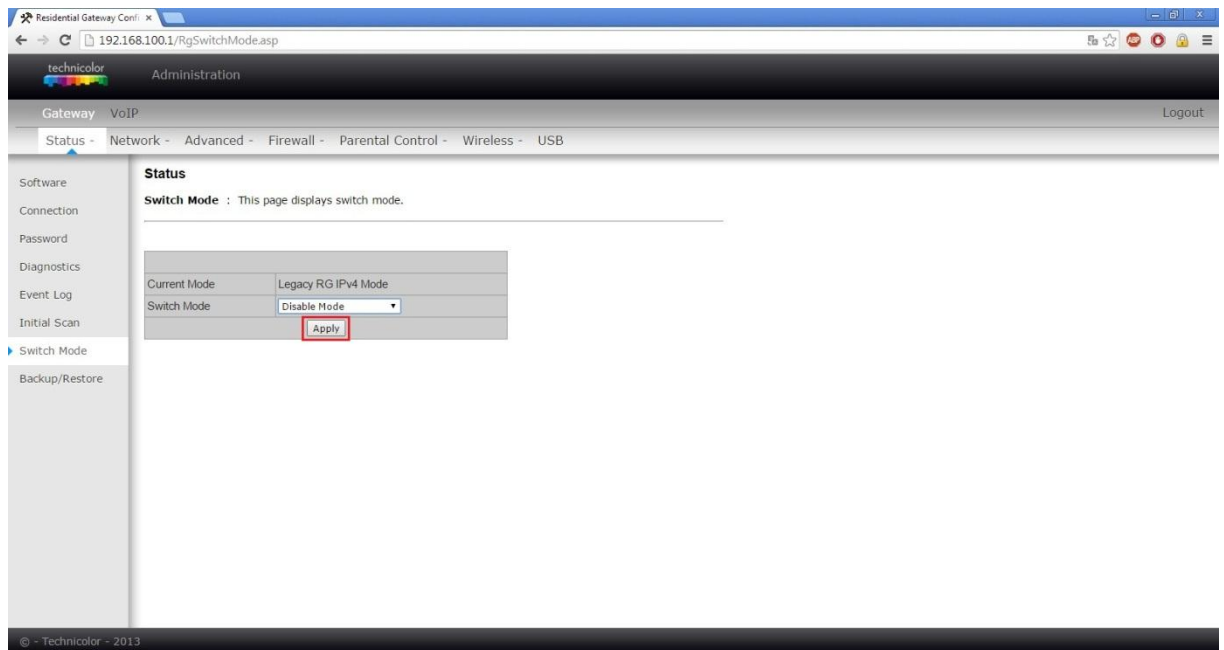 Residential Gateway Confi
192.168.100.1/RgSwitchMode.asp
ABP
technicolor
Administration
Gateway VoIP
Logout
Status - Network - Advanced - Firewall - Parental Control - Wireless - USB
Software
Connection
Password
Diagnostics
Event Log
Initial Scan
Switch Mode
Backup/Restore
Status
Switch Mode : This page displays switch mode.
Current Mode Legacy RG IPv4 Mode
Switch Mode Disable Mode
Apply
© - Technicolor - 2013